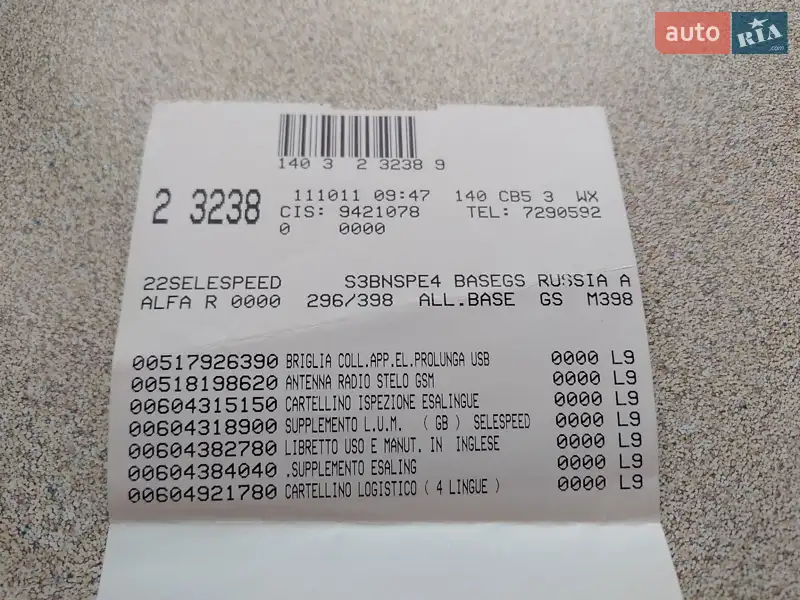 auto RIA .com
140 3 2 3238 9
2 3238
111011 09:47 140 CB5 3 WX
CIS: 9421078 TEL: 7290592
0 0000
22SELESPEED S3BNSPE4 BASEGS RUSSIA A
ALFA R 0000 296/398 ALL.BASE GS M398
00517926390 BRIGLIA COLL.APP.EL.PROLUNGA USB 0000 L9
00518198620 ANTENNA RADIO STELO GSM 0000 L9
00604315150 CARTELLINO ISPEZIONE ESALINGUE 0000 L9
00604318900 SUPPLEMENTO L.U.M. ( GB ) SELESPEED 0000 L9
00604382780 LIBRETTO USO E MANUT. IN INGLESE 0000 L9
00604384040 .SUPPLEMENTO ESALING 0000 L9
00604921780 CARTELLINO LOGISTICO ( 4 LINGUE ) 0000 L9